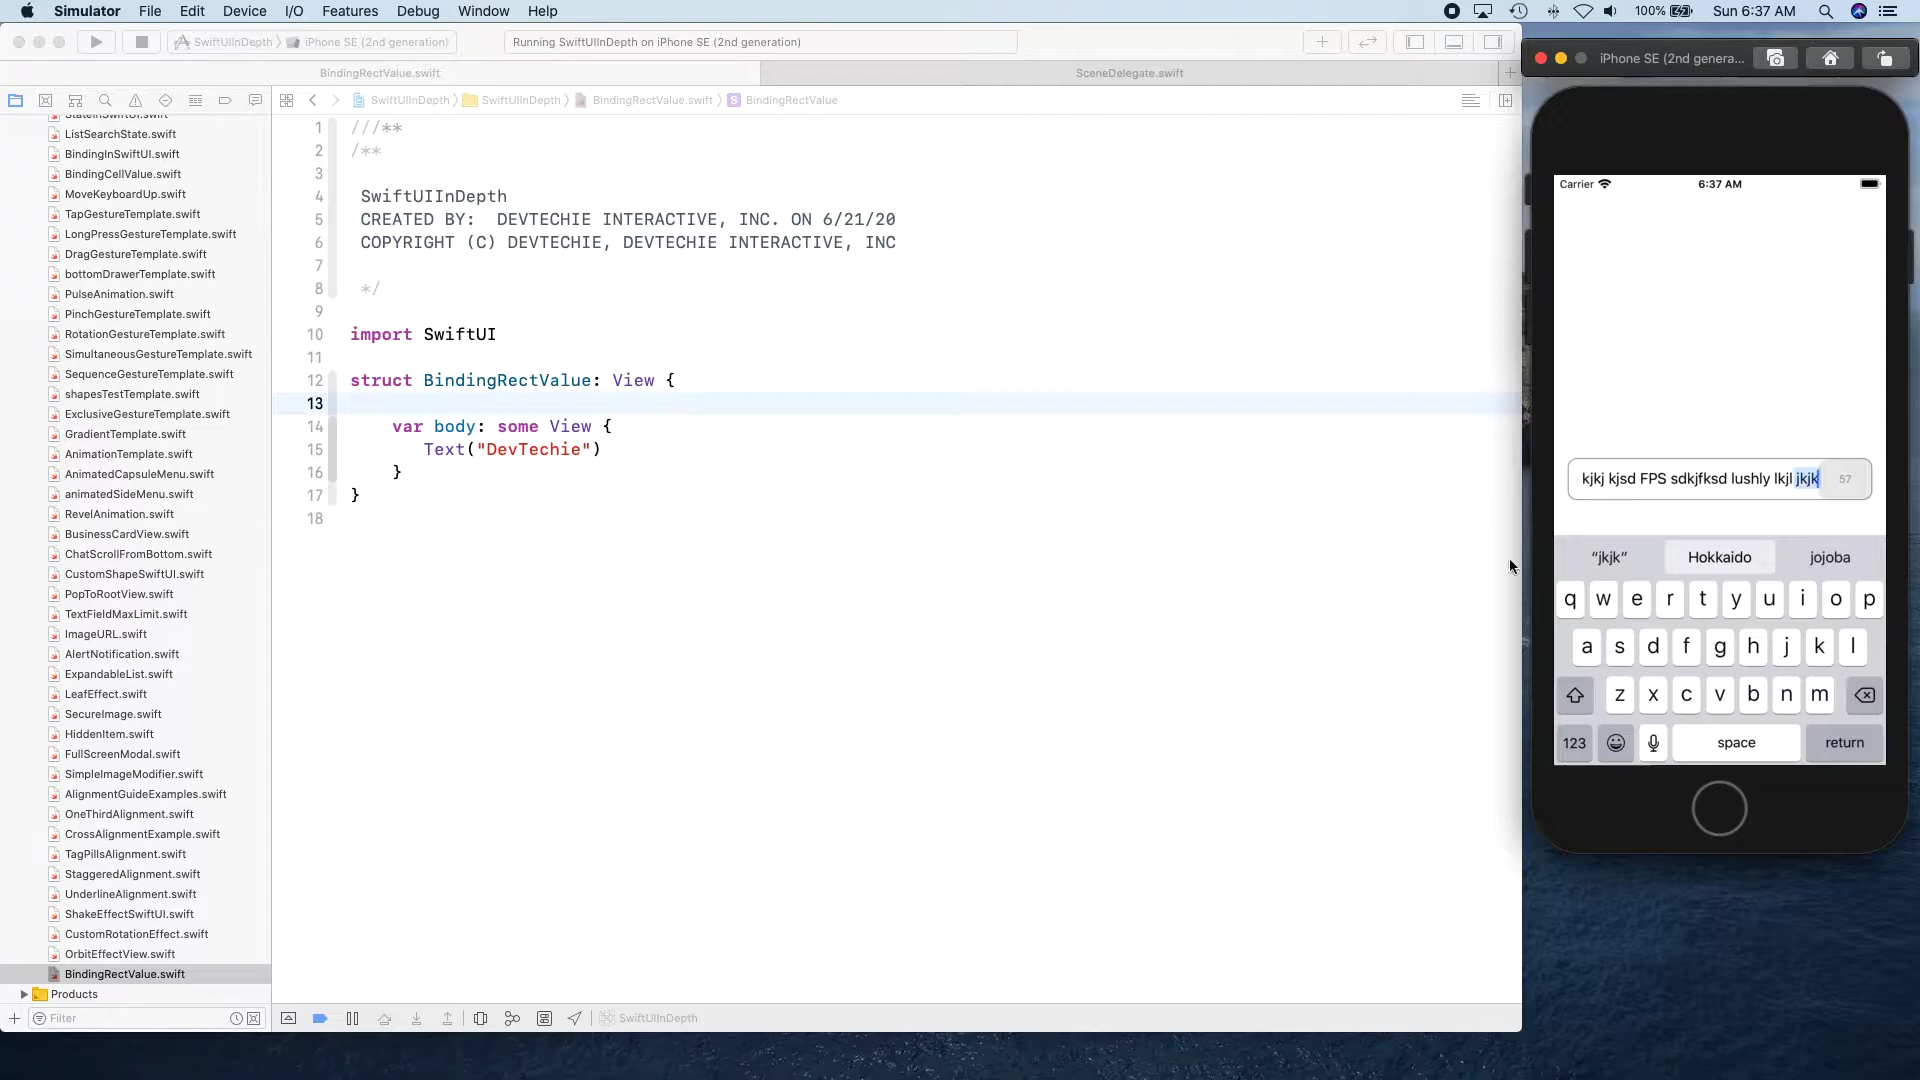 Simulator File Edit Device I/O Features Debug Window Help 100% Sun 6:37 AM
SwiftUIInDepth iPhone SE (2nd generation) Running SwiftUIInDepth on iPhone SE (2nd generation)
BindingRectValue.swift SceneDelegate.swift
SwiftUIInDepth SwiftUIInDepth BindingRectValue.swift S BindingRectValue
StateInSwiftUI.swift
ListSearchState.swift
BindingInSwiftUI.swift
BindingCellValue.swift
MoveKeyboardUp.swift
TapGestureTemplate.swift
LongPressGestureTemplate.swift
DragGestureTemplate.swift
bottomDrawerTemplate.swift
PulseAnimation.swift
PinchGestureTemplate.swift
RotationGestureTemplate.swift
SimultaneousGestureTemplate.swift
SequenceGestureTemplate.swift
shapesTestTemplate.swift
ExclusiveGestureTemplate.swift
GradientTemplate.swift
AnimationTemplate.swift
AnimatedCapsuleMenu.swift
animatedSideMenu.swift
RevelAnimation.swift
BusinessCardView.swift
ChatScrollFromBottom.swift
CustomShapeSwiftUI.swift
PopToRootView.swift
TextFieldMaxLimit.swift
ImageURL.swift
AlertNotification.swift
ExpandableList.swift
LeafEffect.swift
SecureImage.swift
HiddenItem.swift
FullScreenModal.swift
SimpleImageModifier.swift
AlignmentGuideExamples.swift
OneThirdAlignment.swift
CrossAlignmentExample.swift
TagPillsAlignment.swift
StaggeredAlignment.swift
UnderlineAlignment.swift
ShakeEffectSwiftUI.swift
CustomRotationEffect.swift
OrbitEffectView.swift
BindingRectValue.swift
Products
Filter
1 ///**
2 /**
3
4 SwiftUIInDepth
5 CREATED BY: DEVTECHIE INTERACTIVE, INC. ON 6/21/20
6 COPYRIGHT (C) DEVTECHIE, DEVTECHIE INTERACTIVE, INC
7
8 */
9
10 import SwiftUI
11
12 struct BindingRectValue: View {
13
14 var body: some View {
15 Text("DevTechie")
16 }
17 }
18
SwiftUIInDepth
iPhone SE (2nd genera...
Carrier 6:37 AM
kjkj kjsd FPS sdkjfksd lushly lkjl jkjk 57
“jkjk” Hokkaido jojoba
q w e r t y u i o p
a s d f g h j k l
z x c v b n m
123 space return